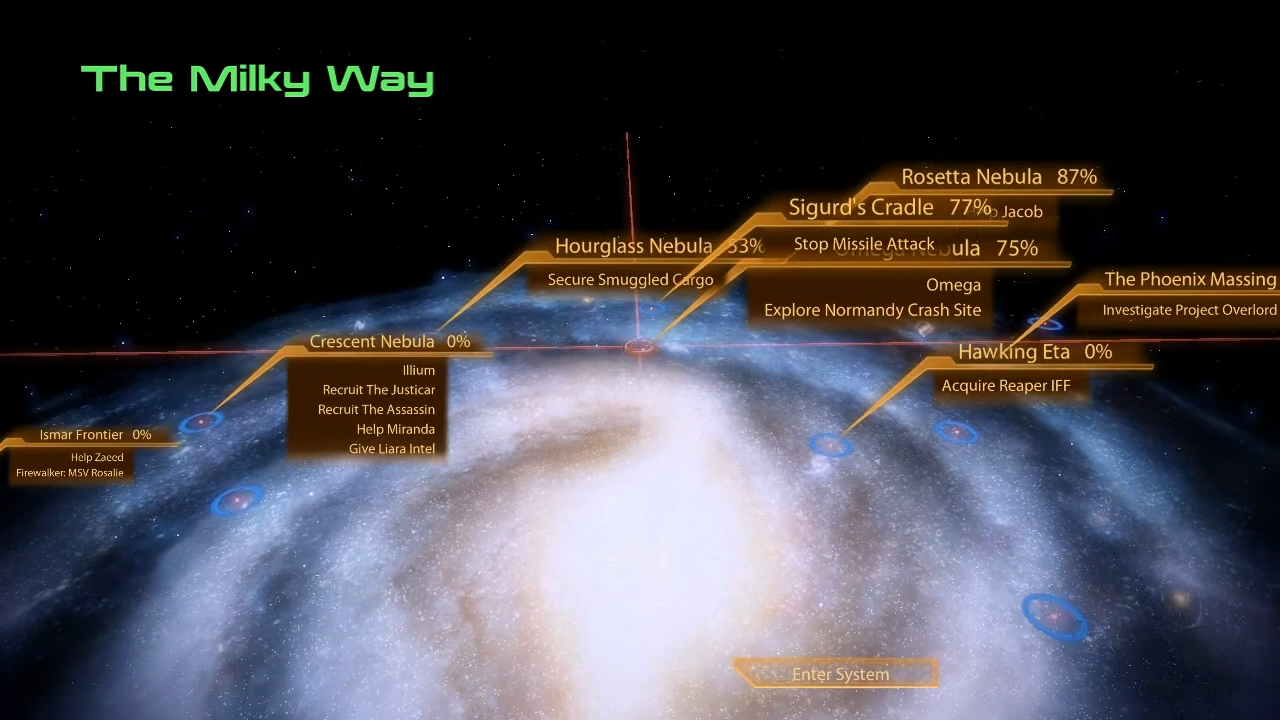 The Milky Way
Rosetta Nebula 87%
Jacob
Sigurd's Cradle 77%
Stop Missile Attack
Hourglass Nebula 53%
Secure Smuggled Cargo
Omega Nebula 75%
Omega
Explore Normandy Crash Site
The Phoenix Massing
Investigate Project Overlord
Crescent Nebula 0%
Illium
Recruit The Justicar
Recruit The Assassin
Help Miranda
Give Liara Intel
Hawking Eta 0%
Acquire Reaper IFF
Ismar Frontier 0%
Help Zaeed
Firewalker: MSV Rosalie
Enter System